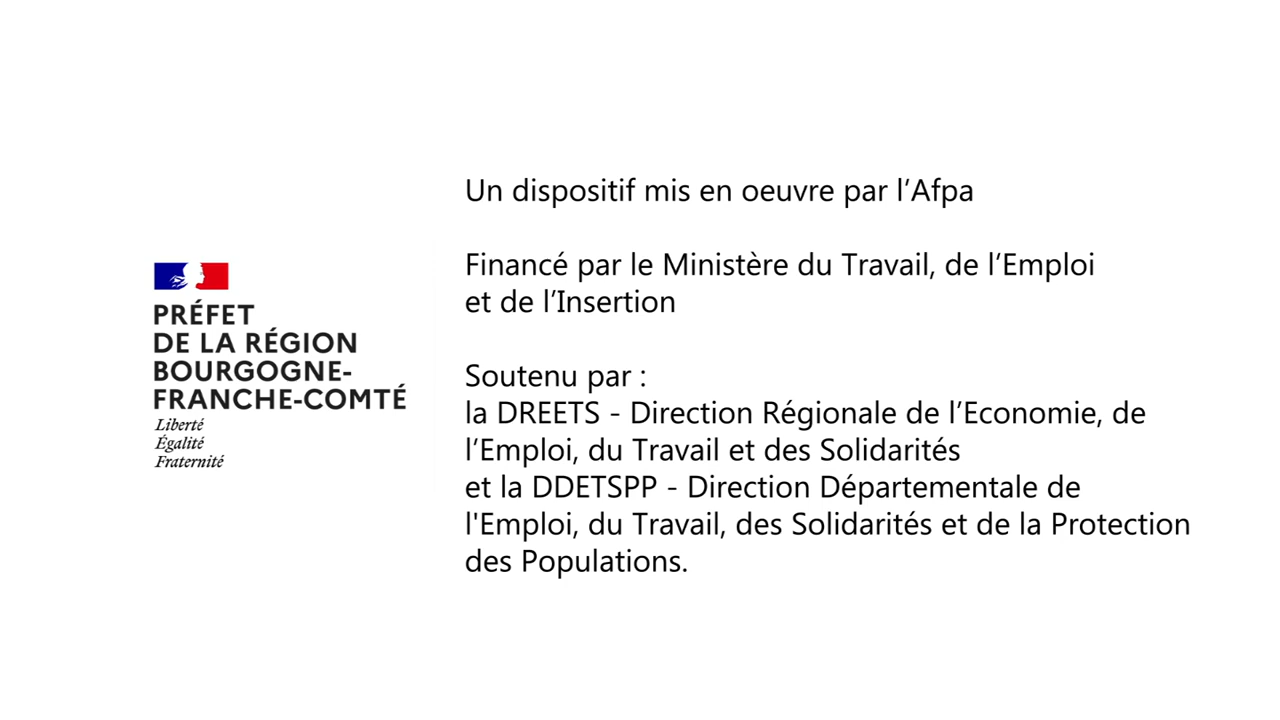 PRÉFET
DE LA RÉGION
BOURGOGNE-
FRANCHE-COMTÉ
Liberté
Égalité
Fraternité
Un dispositif mis en oeuvre par l’Afpa
Financé par le Ministère du Travail, de l’Emploi
et de l’Insertion
Soutenu par :
la DREETS - Direction Régionale de l’Economie, de
l’Emploi, du Travail et des Solidarités
et la DDETSPP - Direction Départementale de
l'Emploi, du Travail, des Solidarités et de la Protection
des Populations.